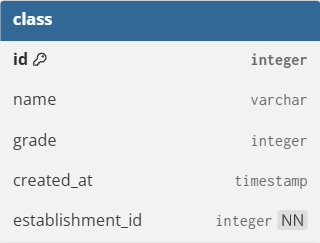 class
id integer
name varchar
grade integer
created_at timestamp
establishment_id integer NN